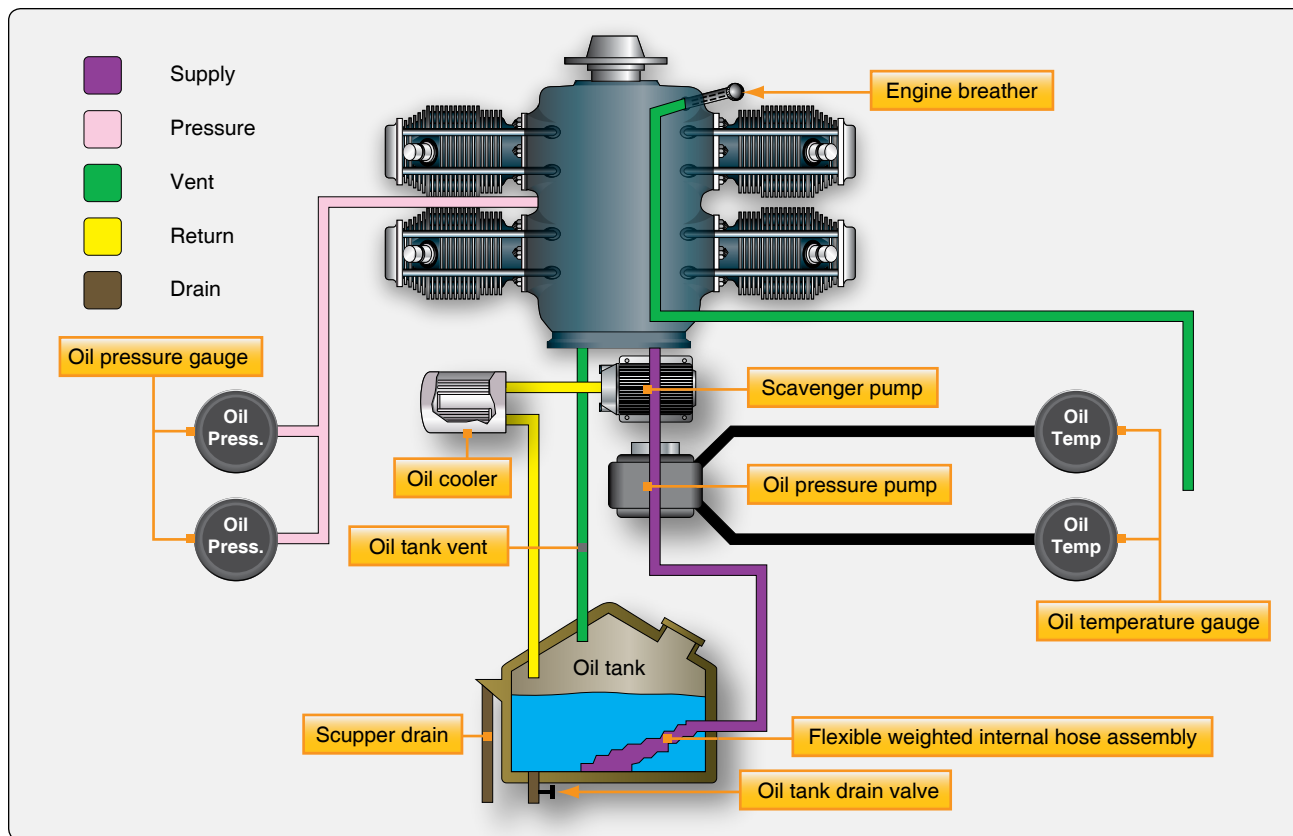 Supply
Pressure
Vent
Return
Drain
Engine breather
Oil pressure gauge
Oil
Press.
Oil
Press.
Scavenger pump
Oil cooler
Oil pressure pump
Oil
Temp
Oil
Temp
Oil tank vent
Oil temperature gauge
Oil tank
Scupper drain
Flexible weighted internal hose assembly
Oil tank drain valve